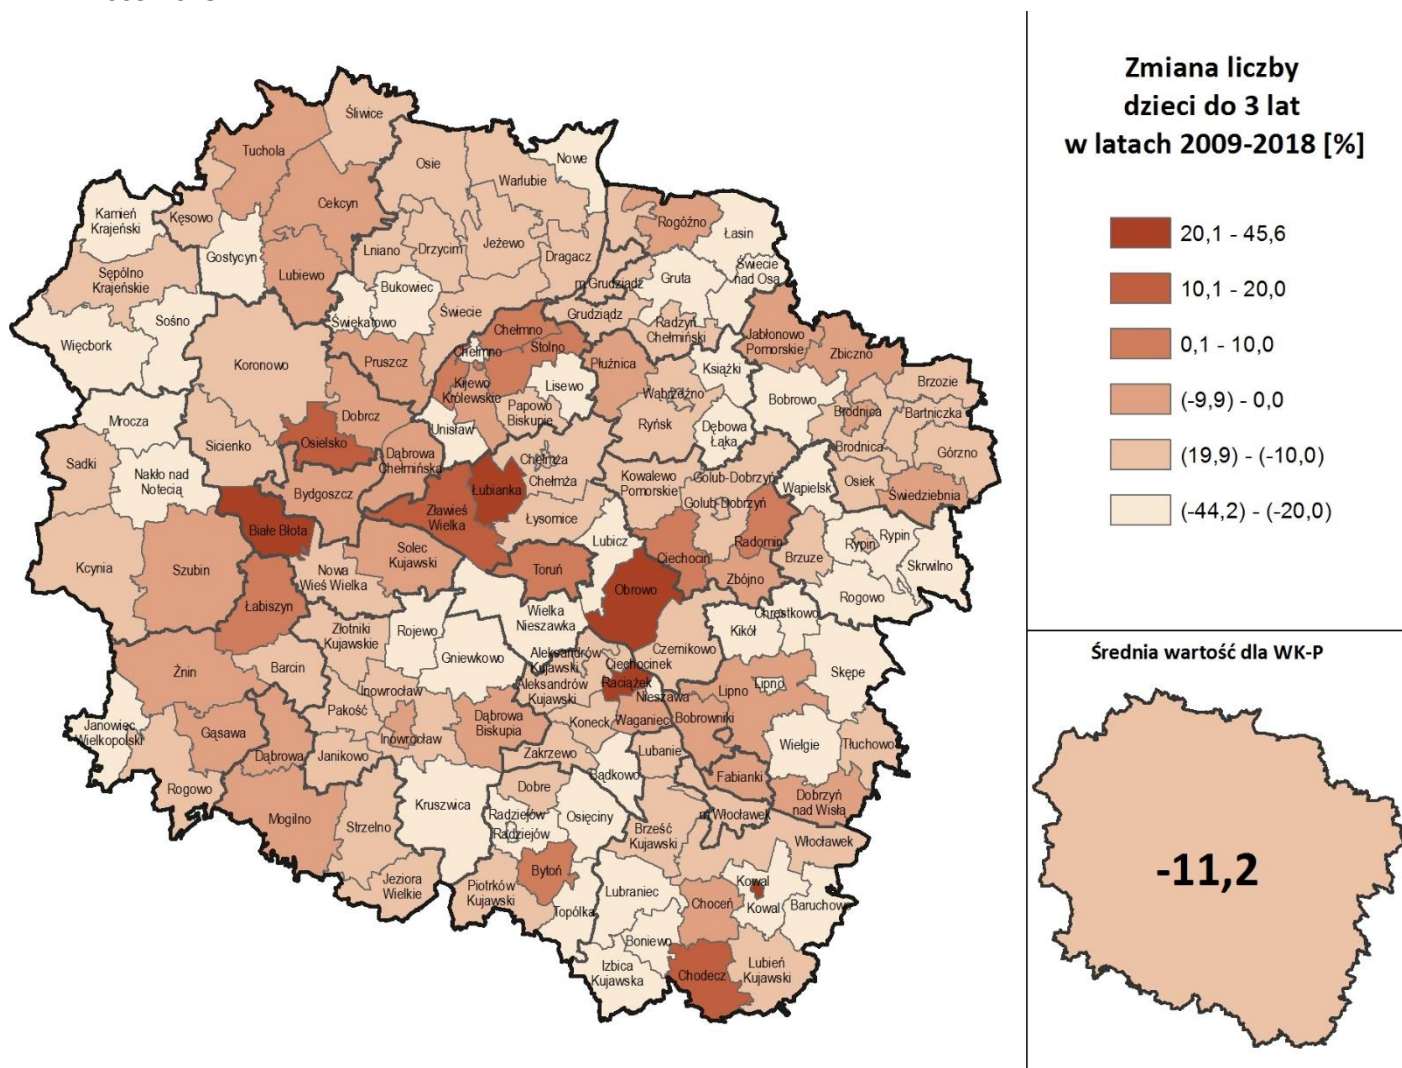 Zmiana liczby
dzieci do 3 lat
w latach 2009-2018 [%]
20,1 - 45,6
10,1 - 20,0
0,1 - 10,0
(-9,9) - 0,0
(19,9) - (-10,0)
(-44,2) - (-20,0)
Średnia wartość dla WK-P
-11,2
Śliwice
Tuchola
Osie
Nowe
Warlubie
Cekcyn
Kamień
Krajeński
Kęsowo
Rogóźno
Łasin
Gostycyn
Lniano
Drzycim
Jeżewo
Dragacz
Sępólno
Krajeńskie
Lubiewo
Bukowiec
m Grudziądz
Gruta
Świecie
nad Osą
Sośno
Świekatowo
Świecie
Grudziądz
Radzyń
Chełmiński
Więcbork
Koronowo
Pruszcz
Chełmno
Chełmno
Stolno
Płużnica
Jabłonowo
Pomorskie
Zbiczno
Książki
Brzozie
Kijewo
Królewskie
Lisewo
Wąbrzeźno
Bobrowo
Brodnica
Bartniczka
Mrocza
Dobrcz
Papowo
Biskupie
Ryńsk
Dębowa
Łąka
Unisław
Osielsko
Sicienko
Dąbrowa
Chełmińska
Chełmża
Brodnica
Górzno
Sadki
Nakło nad
Notecią
Bydgoszcz
Łubianka
Chełmża
Kowalewo
Pomorskie
Golub-Dobrzyń
Golub-Dobrzyń
Wąpielsk
Osiek
Świedziebnia
Białe Błota
Zławieś
Wielka
Łysomice
Lubicz
Radomin
Brzuze
Rypin
Rypin
Skrwilno
Kcynia
Szubin
Nowa
Wieś Wielka
Solec
Kujawski
Toruń
Ciechocin
Zbójno
Rogowo
Łabiszyn
Obrowo
Wielka
Nieszawka
Chrostkowo
Kikół
Złotniki
Kujawskie
Rojewo
Gniewkowo
Czernikowo
Skępe
Żnin
Barcin
Aleksandrów
Kujawski
Ciechocinek
Raciążek
Nieszawa
Lipno
Lipno
Inowrocław
Aleksandrów
Kujawski
Pakość
Janowiec
Wielkopolski
Gąsawa
Dąbrowa
Janikowo
Inowrocław
Dąbrowa
Biskupia
Koneck
Waganiec
Bobrowniki
Wielgie
Tłuchowo
Zakrzewo
Lubanie
Bądkowo
Fabianki
Rogowo
Dobre
Dobrzyń
nad Wisłą
Mogilno
Strzelno
Kruszwica
Radziejów
Radziejów
Osięciny
Brześć
Kujawski
m Włocławek
Włocławek
Jeziora
Wielkie
Piotrków
Kujawski
Bytoń
Topólka
Lubraniec
Choceń
Kowal
Kowal
Baruchowo
Boniewo
Izbica
Kujawska
Chodecz
Lubień
Kujawski